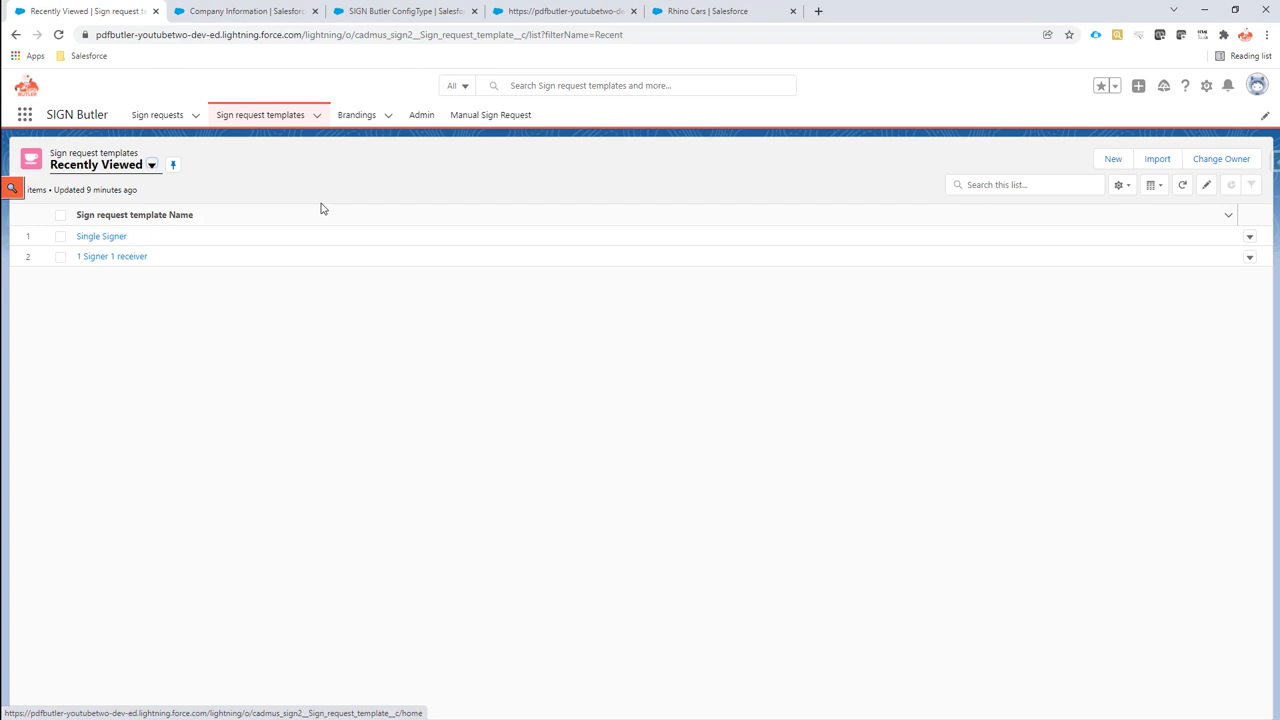 Recently Viewed | Sign request t
Company Information | Salesforc
SIGN Butler ConfigType | Salesf
https://pdfbutler-youtubetwo-de
Rhino Cars | Salesforce
pdfbutler-youtubetwo-dev-ed.lightning.force.com/lightning/o/cadmus_sign2__Sign_request_template__c/list?filterName=Recent
Apps
Salesforce
Reading list
BUTLER
All
Search Sign request templates and more...
SIGN Butler
Sign requests
Sign request templates
Brandings
Admin
Manual Sign Request
Sign request templates
Recently Viewed
New
Import
Change Owner
items • Updated 9 minutes ago
Search this list...
Sign request template Name
1
Single Signer
2
1 Signer 1 receiver
https://pdfbutler-youtubetwo-dev-ed.lightning.force.com/lightning/o/cadmus_sign2__Sign_request_template__c/home